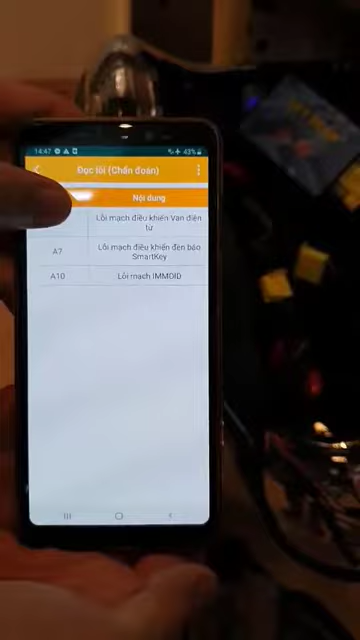 14:47
43%
Đọc lỗi (Chẩn đoán)
Nội dung
Lỗi mạch điều khiển Van điện
từ
A7
Lỗi mạch điều khiển đèn báo
SmartKey
A10
Lỗi mạch IMMOID